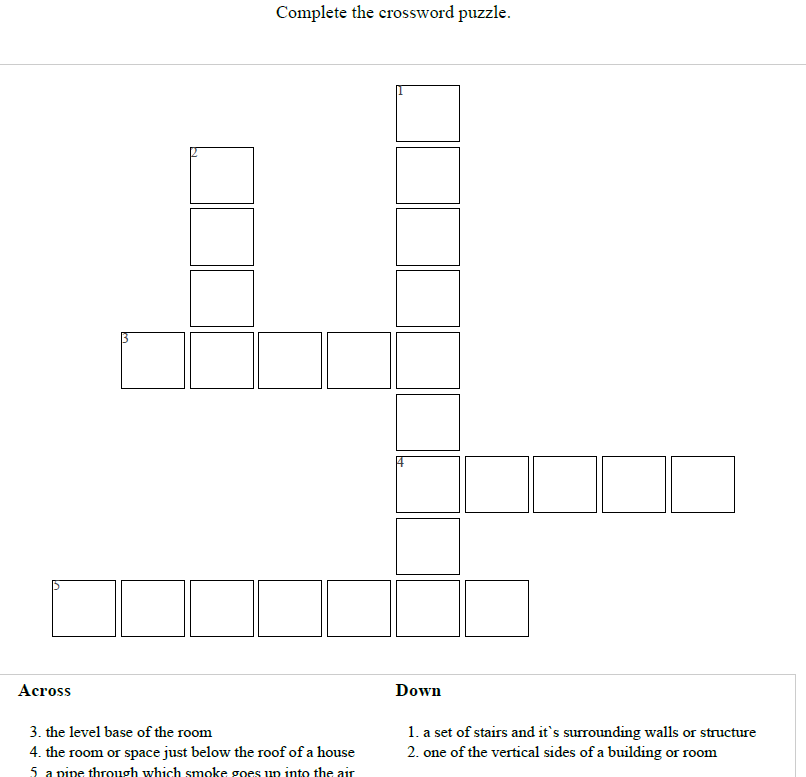 Complete the crossword puzzle.
1
2
3
4
5
Across
3. the level base of the room
4. the room or space just below the roof of a house
5. a pipe through which smoke goes up into the air
Down
1. a set of stairs and it`s surrounding walls or structure
2. one of the vertical sides of a building or room